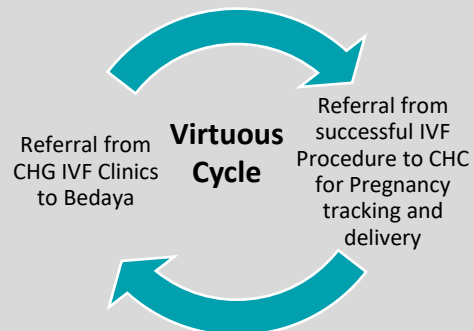 Referral from
CHG IVF Clinics
to Bedaya
Virtuous
Cycle
Referral from
successful IVF
Procedure to CHC
for Pregnancy
tracking and
delivery